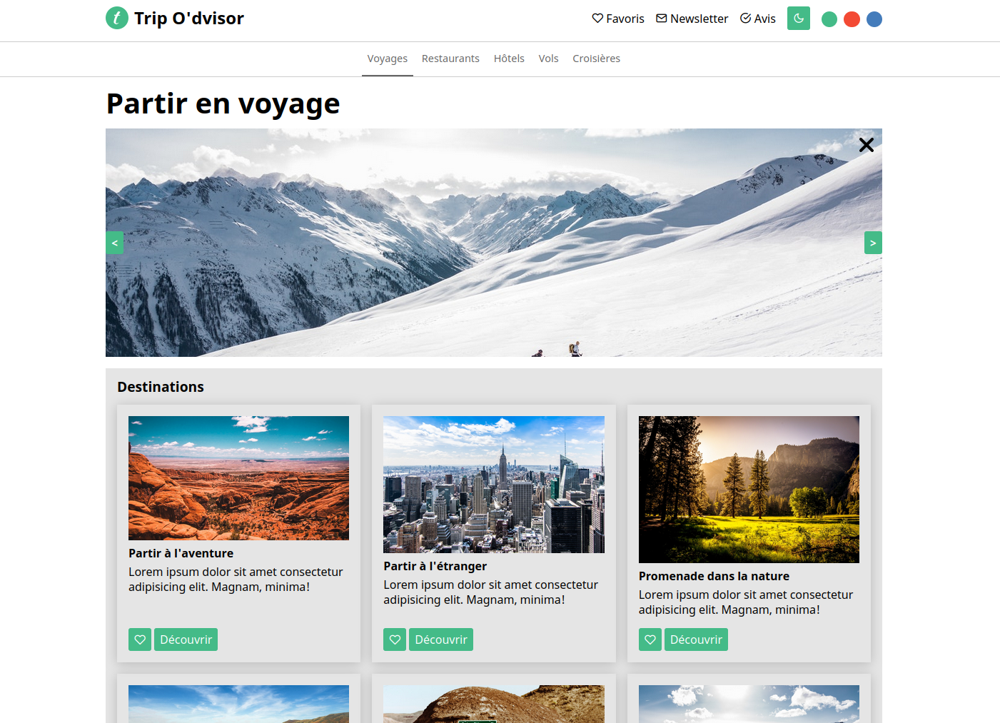 t Trip O'dvisor
Favoris Newsletter Avis
Voyages Restaurants Hôtels Vols Croisières
Partir en voyage
< >
Destinations
Partir à l'aventure
Lorem ipsum dolor sit amet consectetur
adipisicing elit. Magnam, minima!
Découvrir
Partir à l'étranger
Lorem ipsum dolor sit amet consectetur
adipisicing elit. Magnam, minima!
Découvrir
Promenade dans la nature
Lorem ipsum dolor sit amet consectetur
adipisicing elit. Magnam, minima!
Découvrir